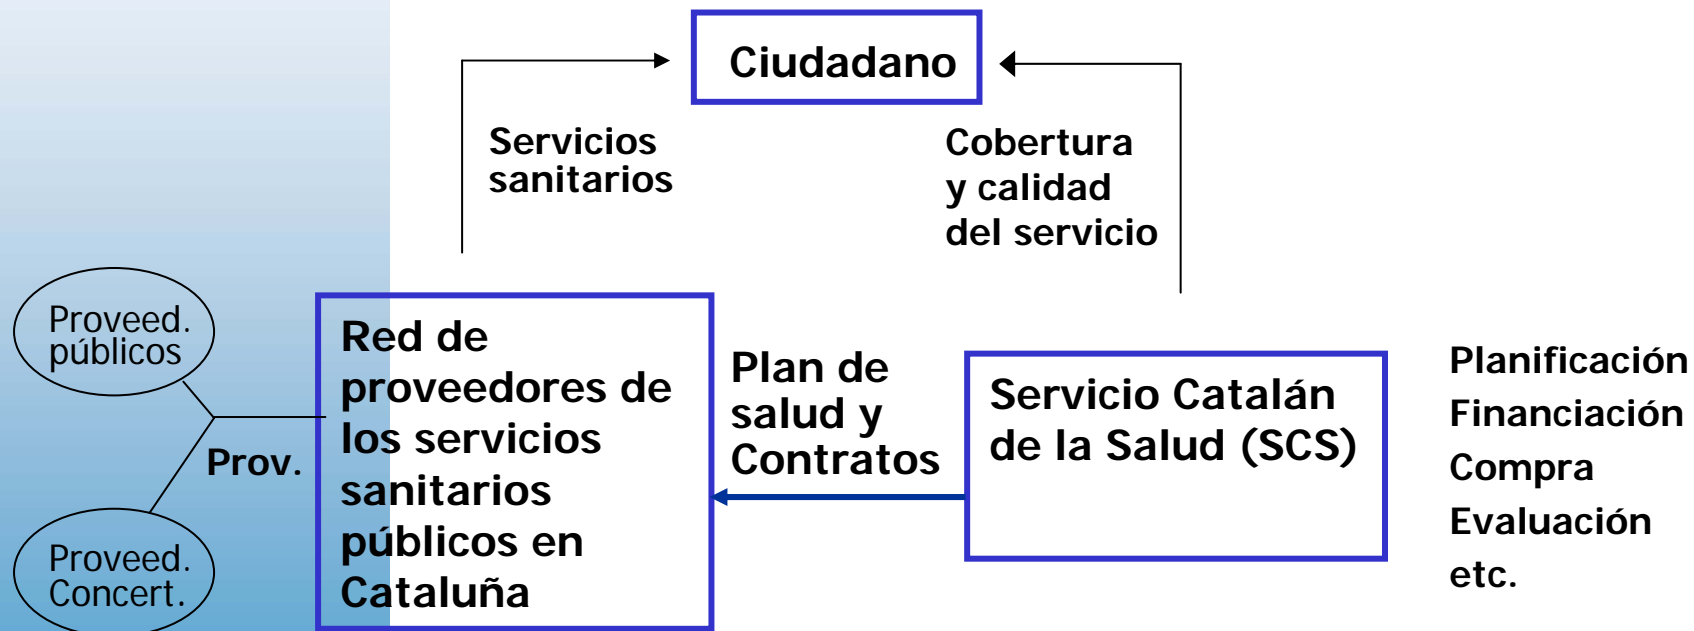 Ciudadano
Servicios
sanitarios
Cobertura
y calidad
del servicio
Proveed.
públicos
Prov.
Proveed.
Concert.
Red de
proveedores de
los servicios
sanitarios
públicos en
Cataluña
Plan de
salud y
Contratos
Servicio Catalán
de la Salud (SCS)
Planificación
Financiación
Compra
Evaluación
etc.